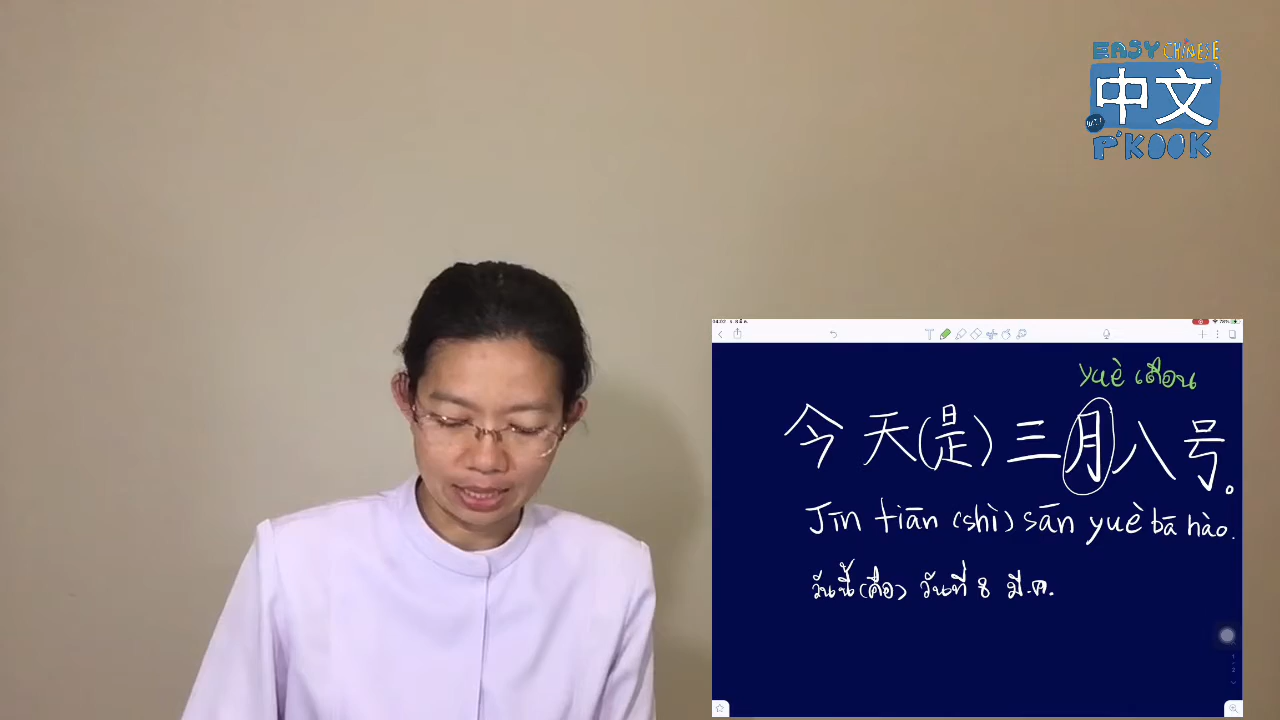 EASY CHINESE
中文
with
P'KOOK
yuè เดือน
今天(是)三月八号。
Jīn tiān (shì) sān yuè bā hào.
วันนี้(คือ) วันที่ 8 มี.ค.